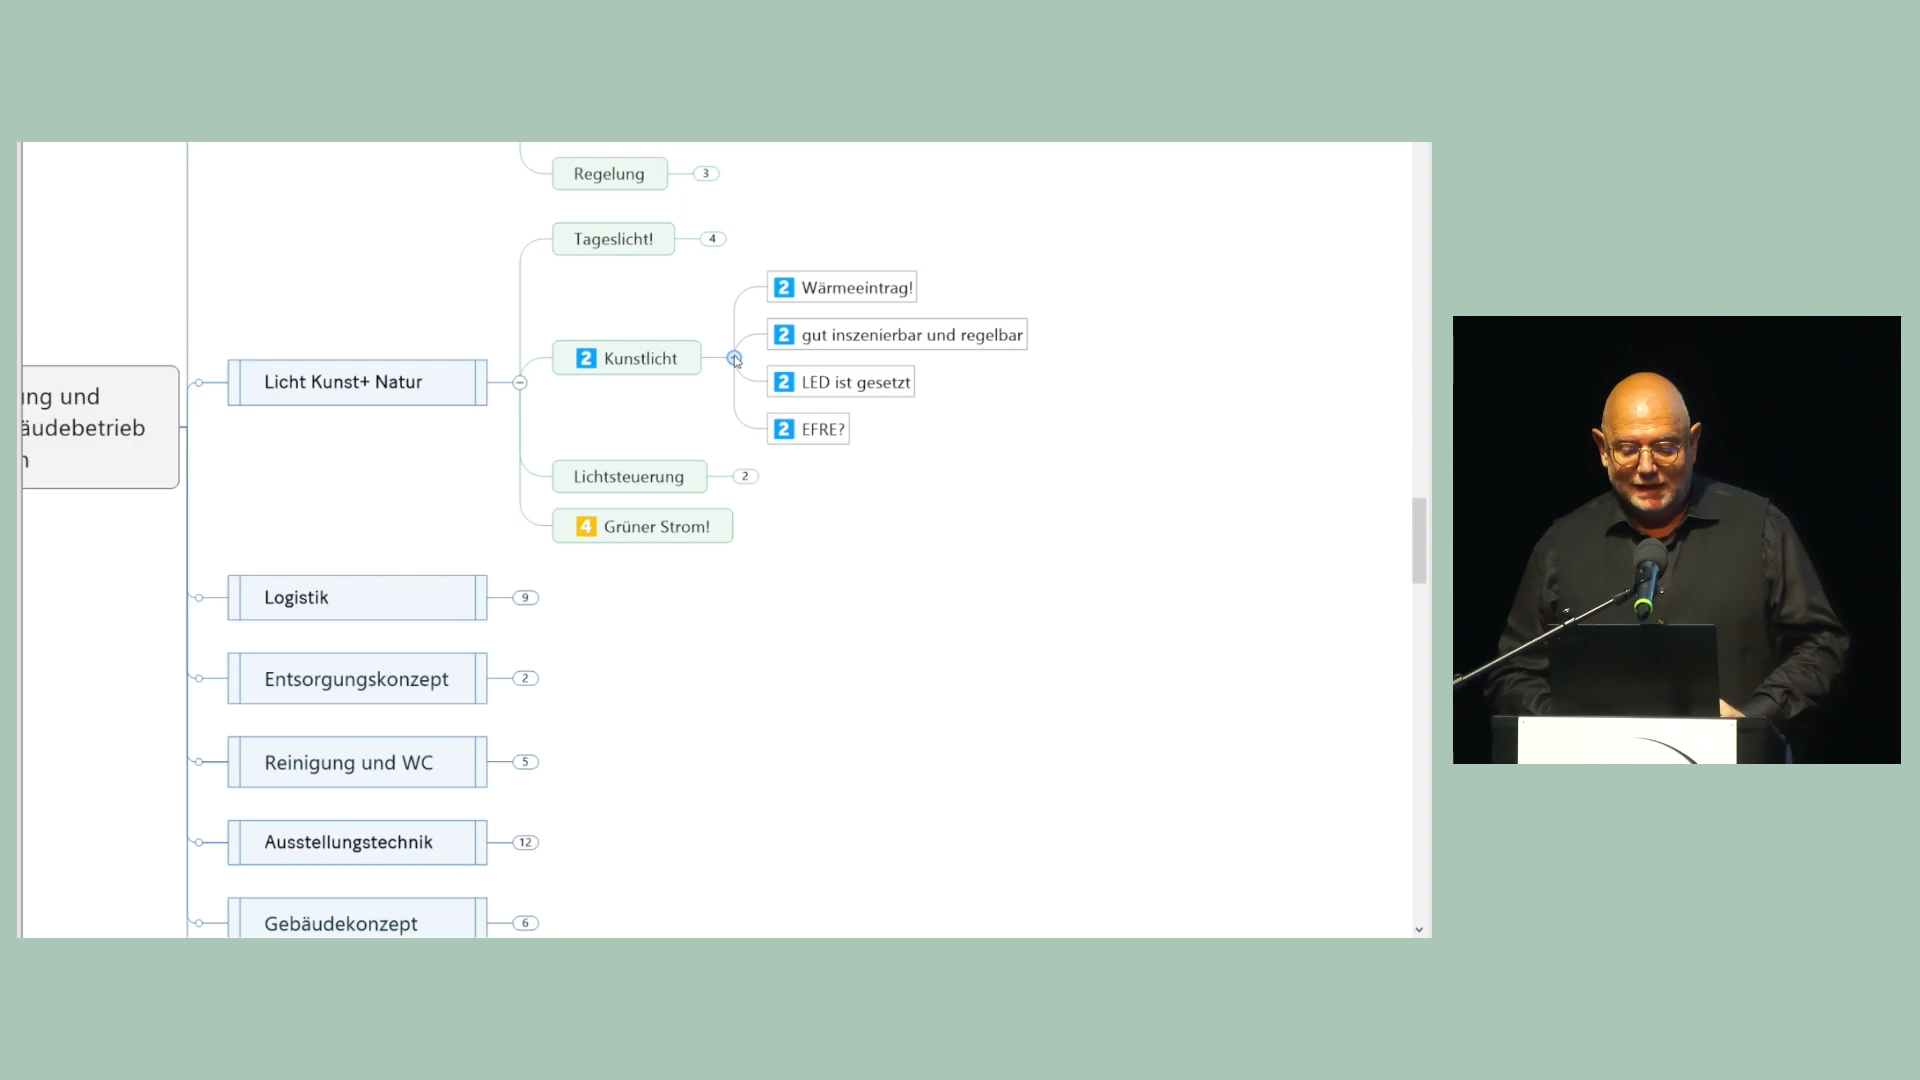 Regelung
3
Tageslicht!
4
2 Wärmeeintrag!
2 gut inszenierbar und regelbar
2 Kunstlicht
2 LED ist gesetzt
2 EFRE?
Licht Kunst+ Natur
Lichtsteuerung
2
4 Grüner Strom!
und
äudebetrieb
Logistik
9
Entsorgungskonzept
2
Reinigung und WC
5
Ausstellungstechnik
12
Gebäudekonzept
6